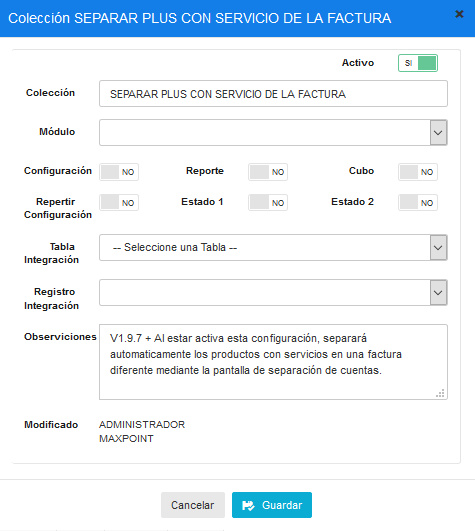 Colección SEPARAR PLUS CON SERVICIO DE LA FACTURA
Activo SI
Colección SEPARAR PLUS CON SERVICIO DE LA FACTURA
Módulo
Configuración NO Reporte NO Cubo NO
Repertir Configuración NO Estado 1 NO Estado 2 NO
Tabla Integración -- Seleccione una Tabla --
Registro Integración
Observiciones V1.9.7 + Al estar activa esta configuración, separará
automaticamente los productos con servicios en una factura
diferente mediante la pantalla de separación de cuentas.
Modificado ADMINISTRADOR
MAXPOINT
Cancelar Guardar